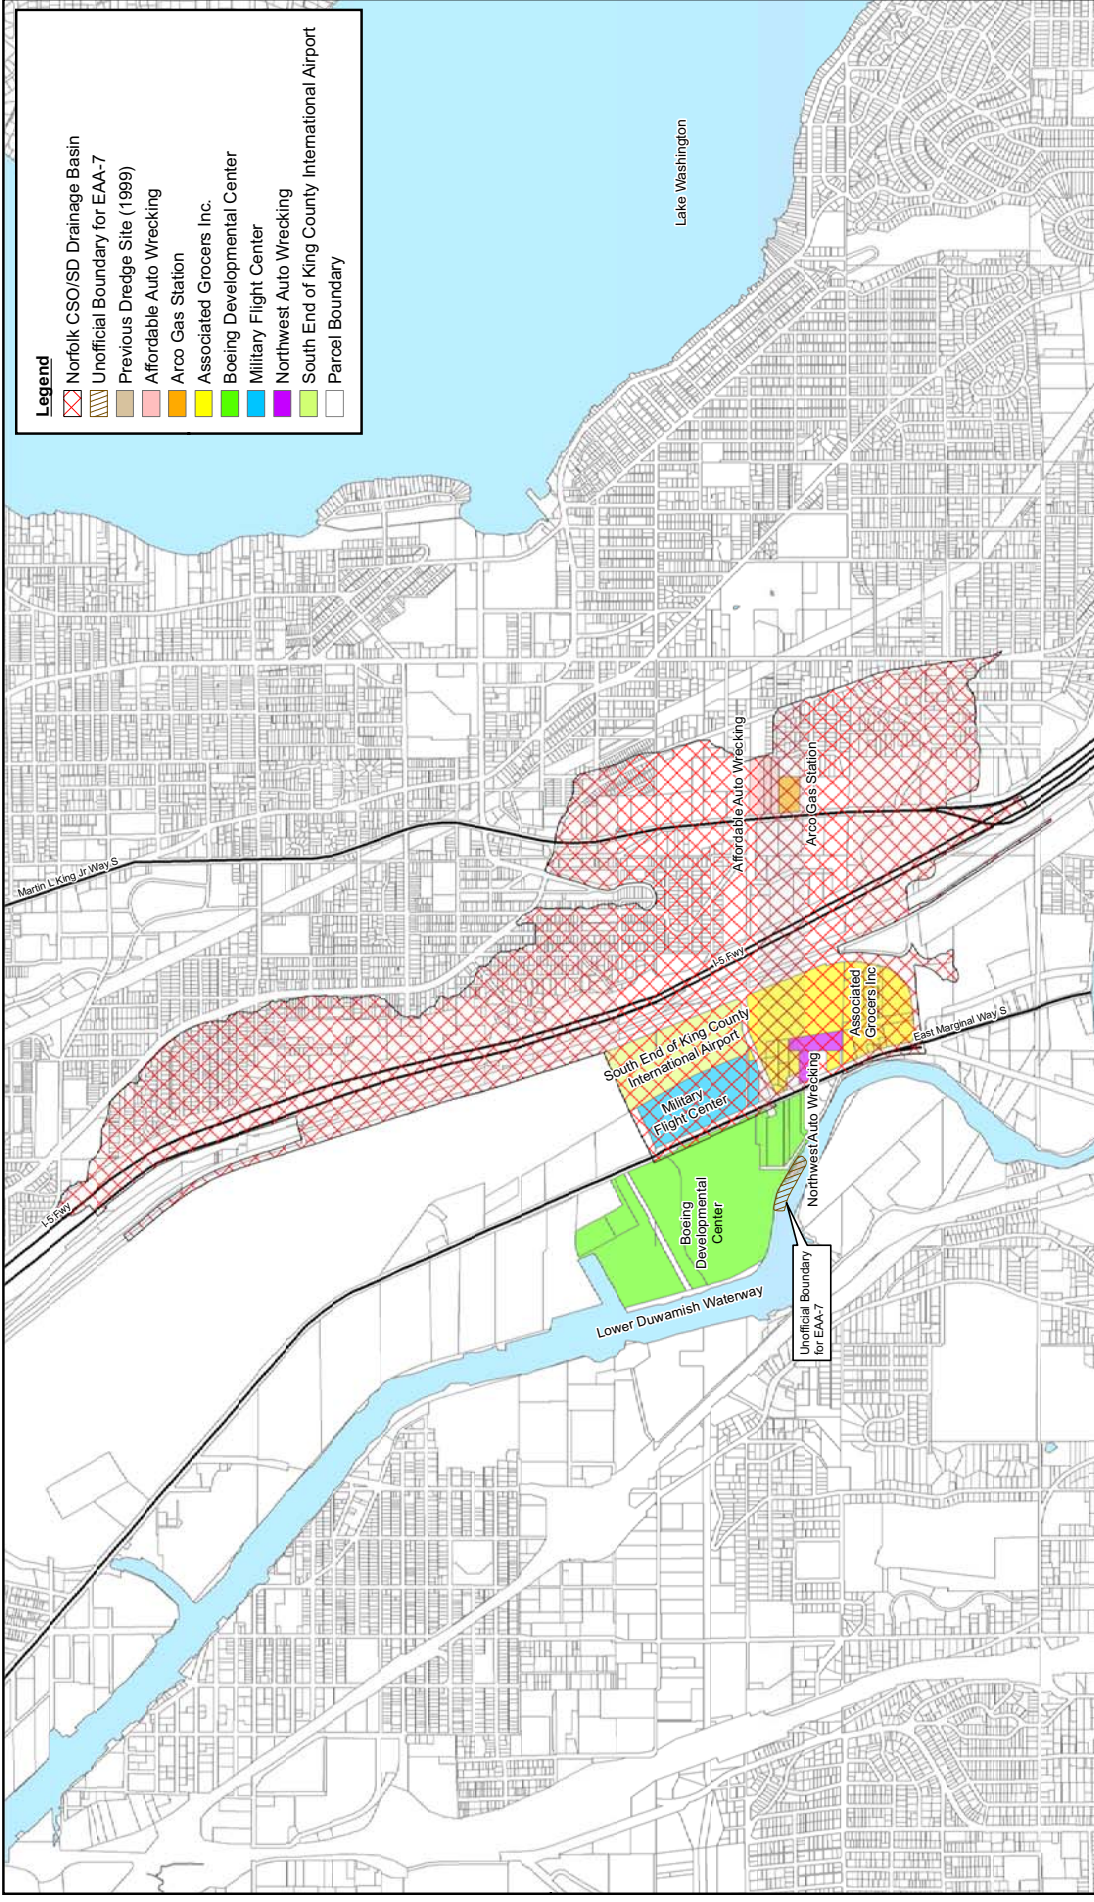 Legend
Norfolk CSO/SD Drainage Basin
Unofficial Boundary for EAA-7
Previous Dredge Site (1999)
Affordable Auto Wrecking
Arco Gas Station
Associated Grocers Inc.
Boeing Developmental Center
Military Flight Center
Northwest Auto Wrecking
South End of King County International Airport
Parcel Boundary
Lake Washington
Martin L King Jr Way S
Affordable Auto Wrecking
Arco Gas Station
I-5 Fwy
South End of King County
International Airport
Associated
Grocers Inc
East Marginal Way S
Military
Flight Center
Northwest Auto Wrecking
I-5 Fwy
Boeing
Developmental
Center
Lower Duwamish Waterway
Unofficial Boundary
for EAA-7